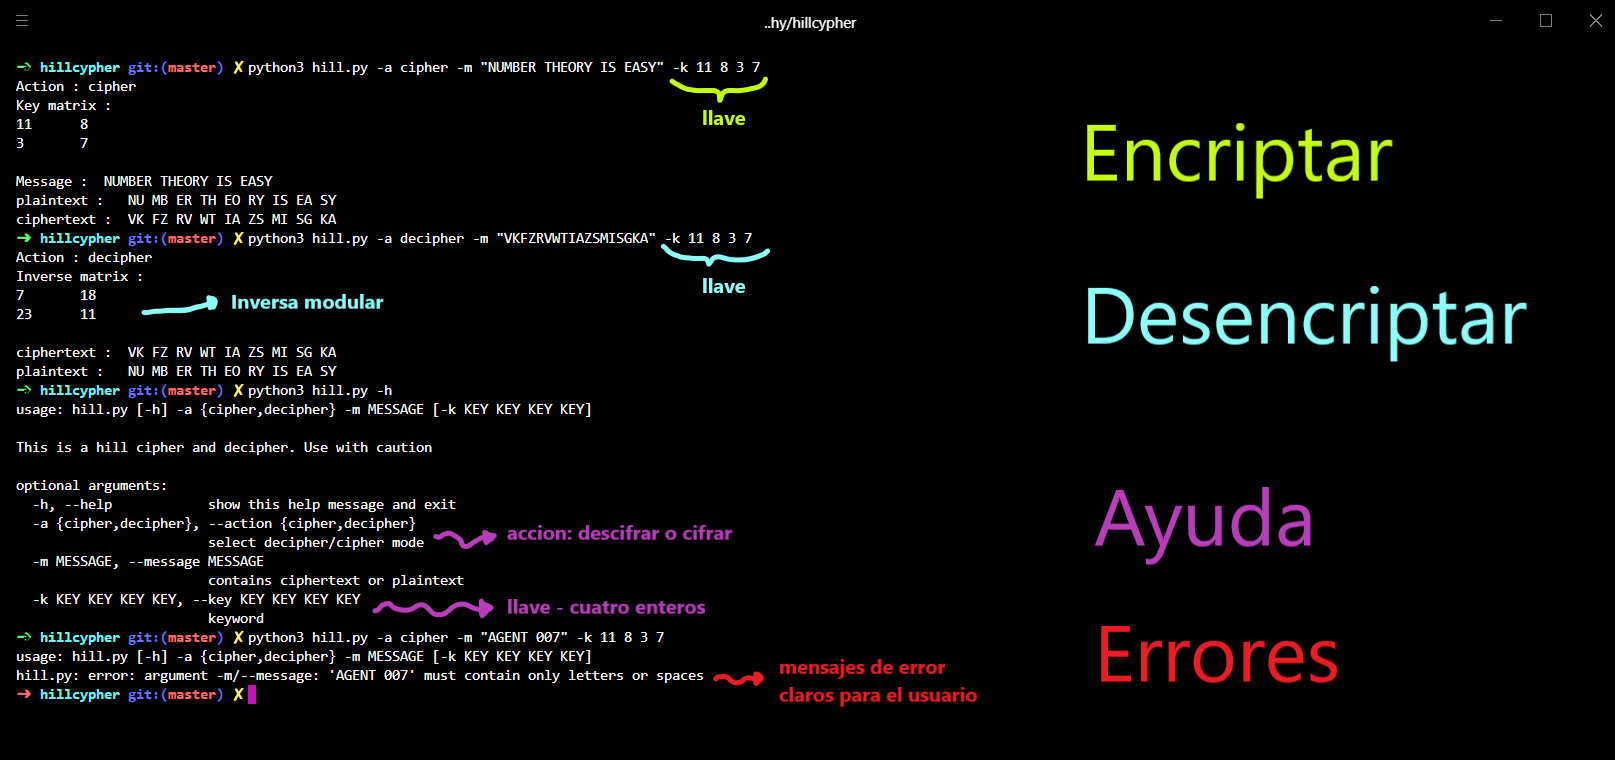 ..hy/hillcypher
→ hillcypher git:(master) ✗ python3 hill.py -a cipher -m "NUMBER THEORY IS EASY" -k 11 8 3 7
Action : cipher
Key matrix :
llave
11 8
3 7
Encriptar
Message : NUMBER THEORY IS EASY
plaintext : NU MB ER TH EO RY IS EA SY
ciphertext : VK FZ RV WT IA ZS MI SG KA
→ hillcypher git:(master) ✗ python3 hill.py -a decipher -m "VKFZRVWTIAZSMISGKA" -k 11 8 3 7
Action : decipher
Inverse matrix :
llave
7 18
23 11
Inversa modular
Desencriptar
ciphertext : VK FZ RV WT IA ZS MI SG KA
plaintext : NU MB ER TH EO RY IS EA SY
→ hillcypher git:(master) ✗ python3 hill.py -h
usage: hill.py [-h] -a {cipher,decipher} -m MESSAGE [-k KEY KEY KEY KEY]
This is a hill cipher and decipher. Use with caution
optional arguments:
-h, --help show this help message and exit
-a {cipher,decipher}, --action {cipher,decipher}
select decipher/cipher mode
accion: descifrar o cifrar
Ayuda
-m MESSAGE, --message MESSAGE
contains ciphertext or plaintext
-k KEY KEY KEY KEY, --key KEY KEY KEY KEY
keyword
llave - cuatro enteros
→ hillcypher git:(master) ✗ python3 hill.py -a cipher -m "AGENT 007" -k 11 8 3 7
usage: hill.py [-h] -a {cipher,decipher} -m MESSAGE [-k KEY KEY KEY KEY]
hill.py: error: argument -m/--message: 'AGENT 007' must contain only letters or spaces
→ hillcypher git:(master) ✗
mensajes de error
claros para el usuario
Errores